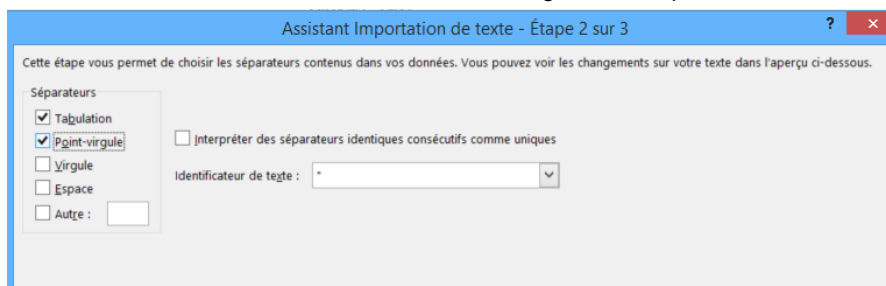 Assistant Importation de texte - Étape 2 sur 3
? ×
Cette étape vous permet de choisir les séparateurs contenus dans vos données. Vous pouvez voir les changements sur votre texte dans l'aperçu ci-dessous.
Séparateurs
Tabulation
Point-virgule
Virgule
Espace
Autre :
Interpréter des séparateurs identiques consécutifs comme uniques
Identificateur de texte : "